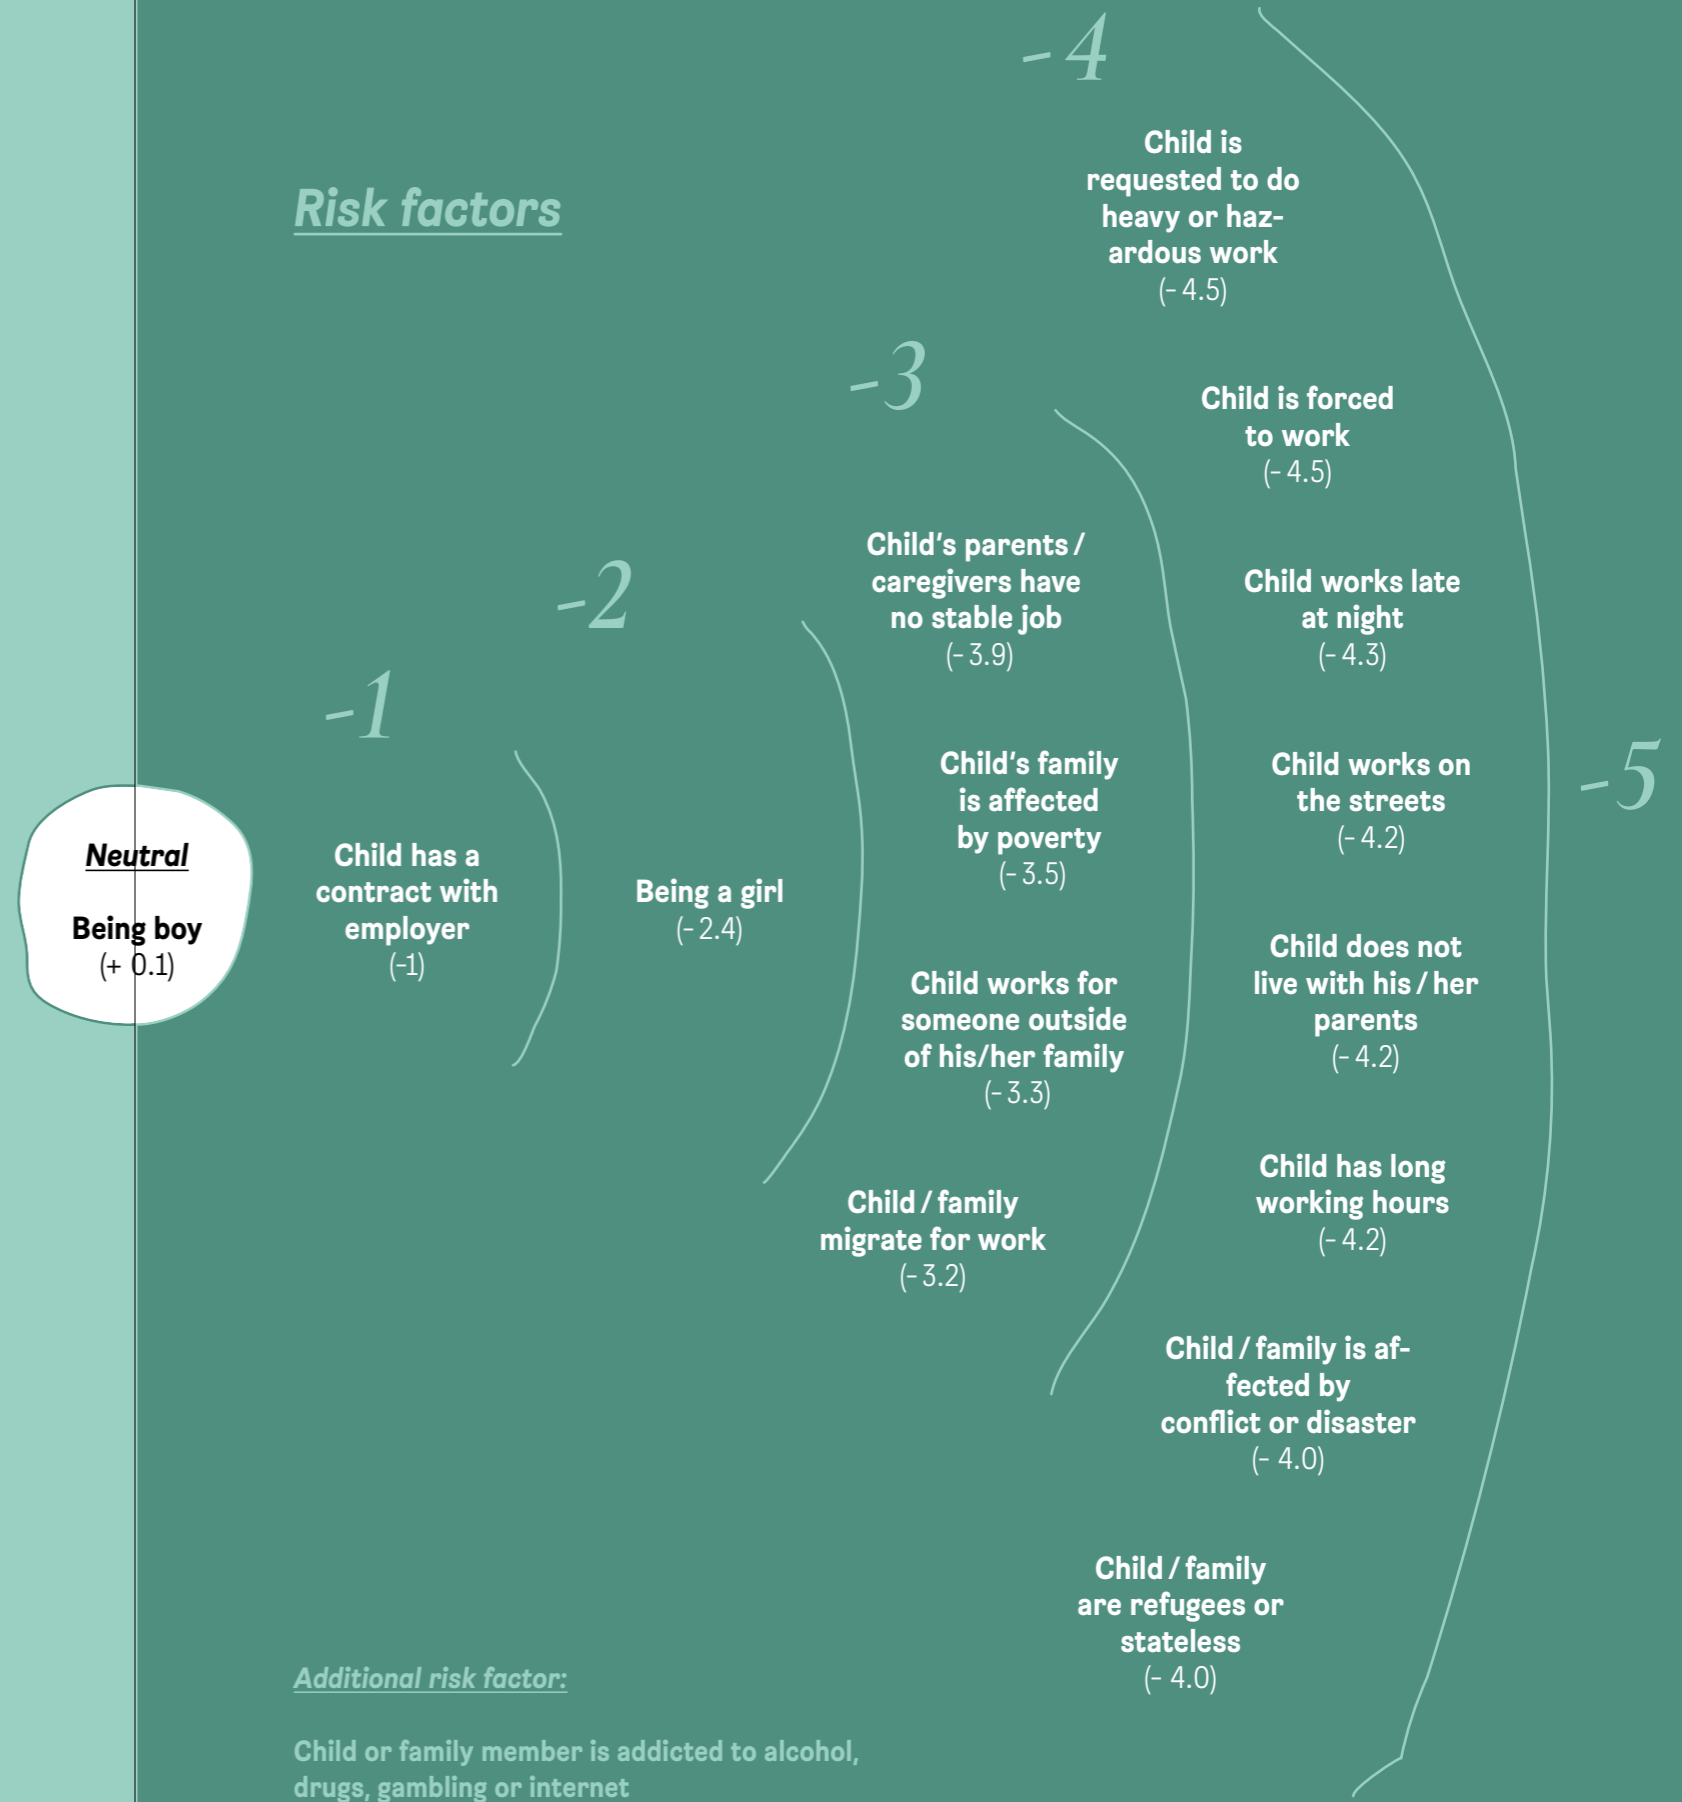 Risk factors
Neutral
Being boy
(+ 0.1)
-1
Child has a
contract with
employer
(-1)
-2
Being a girl
(- 2.4)
-3
Child's parents /
caregivers have
no stable job
(- 3.9)
Child's family
is affected
by poverty
(- 3.5)
Child works for
someone outside
of his/her family
(- 3.3)
Child / family
migrate for work
(- 3.2)
-4
Child is
requested to do
heavy or haz-
ardous work
(- 4.5)
Child is forced
to work
(- 4.5)
Child works late
at night
(- 4.3)
Child works on
the streets
(- 4.2)
Child does not
live with his / her
parents
(- 4.2)
Child has long
working hours
(- 4.2)
Child / family is af-
fected by
conflict or disaster
(- 4.0)
Child / family
are refugees or
stateless
(- 4.0)
-5
Additional risk factor:
Child or family member is addicted to alcohol,
drugs, gambling or internet